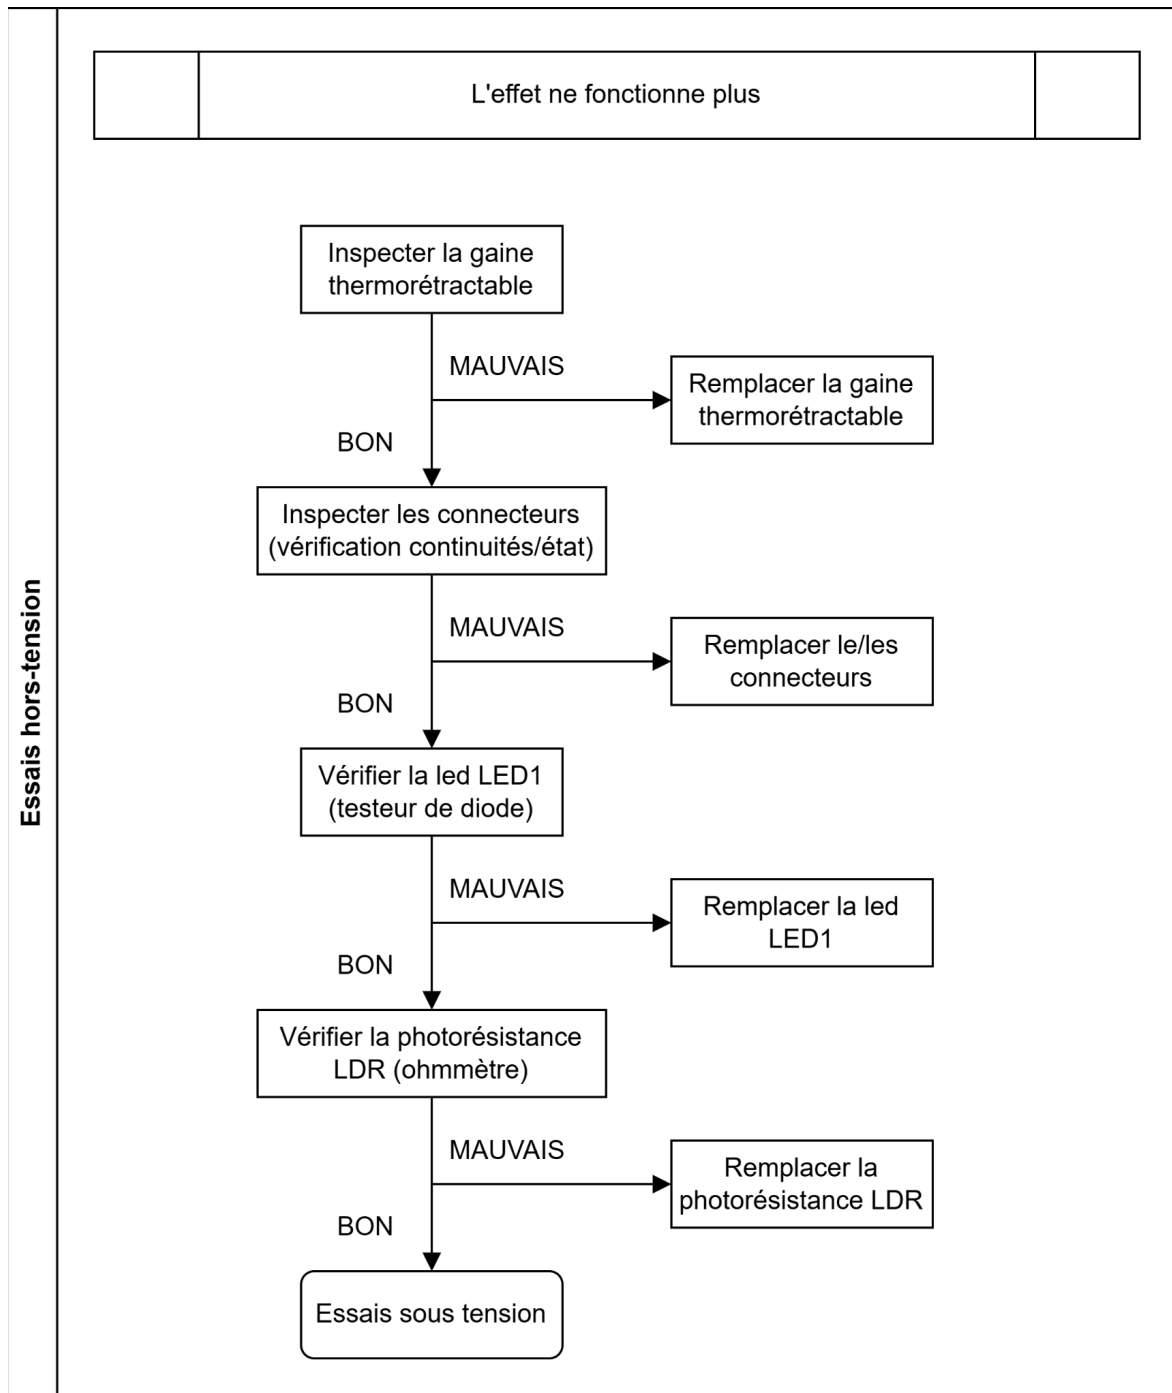 L'effet ne fonctionne plus
Essais hors-tension
Inspecter la gaine
thermorétractable
MAUVAIS
Remplacer la gaine
thermorétractable
BON
Inspecter les connecteurs
(vérification continuités/état)
MAUVAIS
Remplacer le/les
connecteurs
BON
Vérifier la led LED1
(testeur de diode)
MAUVAIS
Remplacer la led
LED1
BON
Vérifier la photorésistance
LDR (ohmmètre)
MAUVAIS
Remplacer la
photorésistance LDR
BON
Essais sous tension